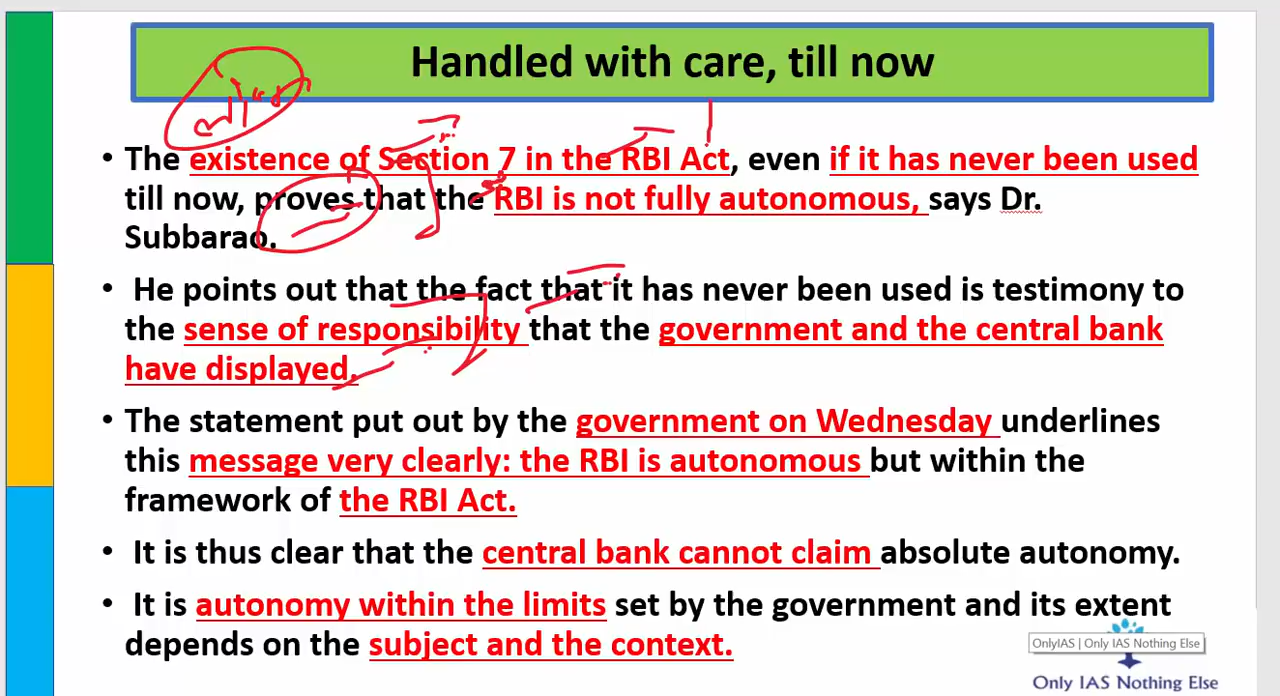 Handled with care, till now
• The existence of Section 7 in the RBI Act, even if it has never been used
till now, proves that the RBI is not fully autonomous, says Dr.
Subbarao.
• He points out that the fact that it has never been used is testimony to
the sense of responsibility that the government and the central bank
have displayed.
• The statement put out by the government on Wednesday underlines
this message very clearly: the RBI is autonomous but within the
framework of the RBI Act.
• It is thus clear that the central bank cannot claim absolute autonomy.
• It is autonomy within the limits set by the government and its extent
depends on the subject and the context.
OnlyIAS | Only IAS Nothing Else
Only IAS Nothing Else